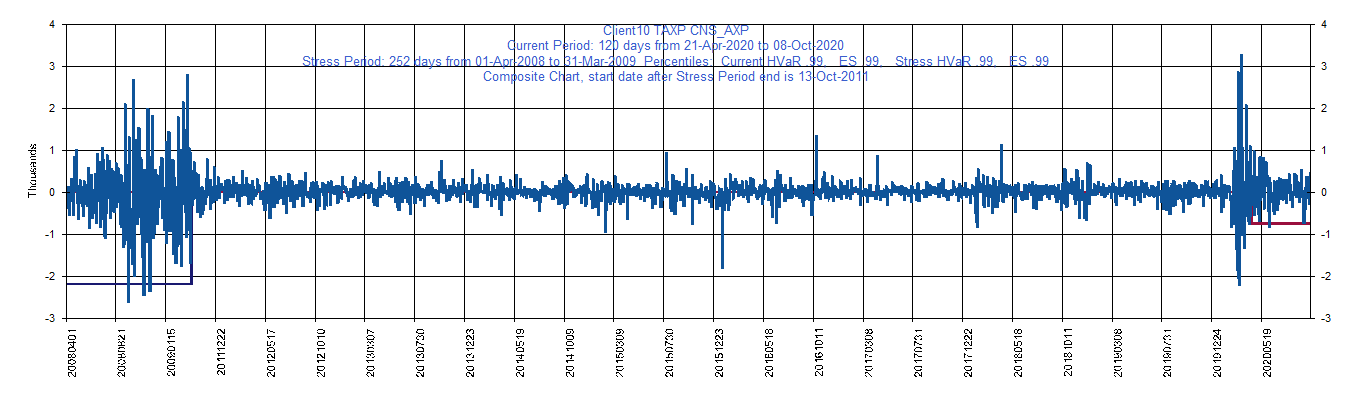 Client10 TAXP CNS_AXP
Current Period: 120 days from 21-Apr-2020 to 08-Oct-2020
Stress Period: 252 days from 01-Apr-2008 to 31-Mar-2009 Percentiles: Current HVaR .99, ES .99, Stress HVaR .99, ES .99
Composite Chart, start date after Stress Period end is 13-Oct-2011
4 4
3 3
2 2
1 1
Thousands
0 0
-1 -1
-2 -2
-3 -3
20080401 20080821 20090115 20111222 20120517 20121010 20130307 20130730 20131223 20140519 20141009 20150309 20150730 20151223 20160518 20161011 20170308 20170731 20171222 20180518 20181011 20190308 20190731 20191224 20200519